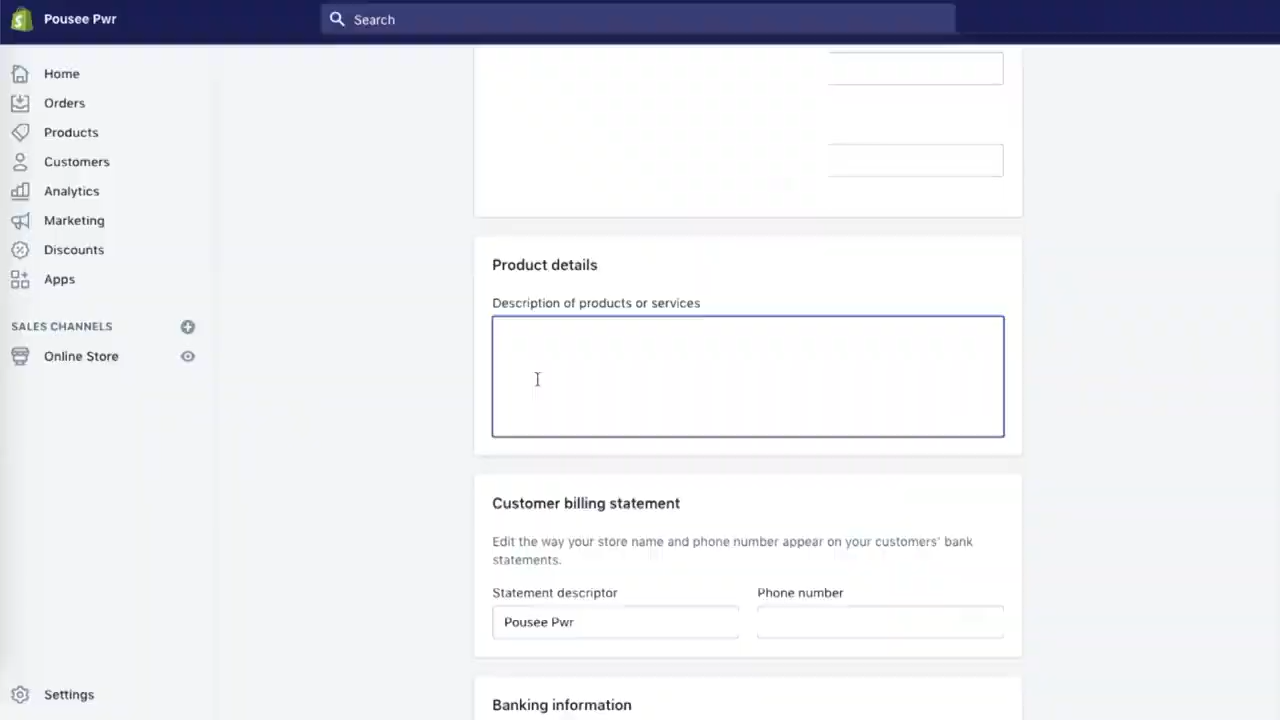 Pousee Pwr
Search
Home
Orders
Products
Customers
Analytics
Marketing
Discounts
Apps
SALES CHANNELS
Online Store
Settings
Product details
Description of products or services
Customer billing statement
Edit the way your store name and phone number appear on your customers' bank
statements.
Statement descriptor
Phone number
Pousee Pwr
Banking information